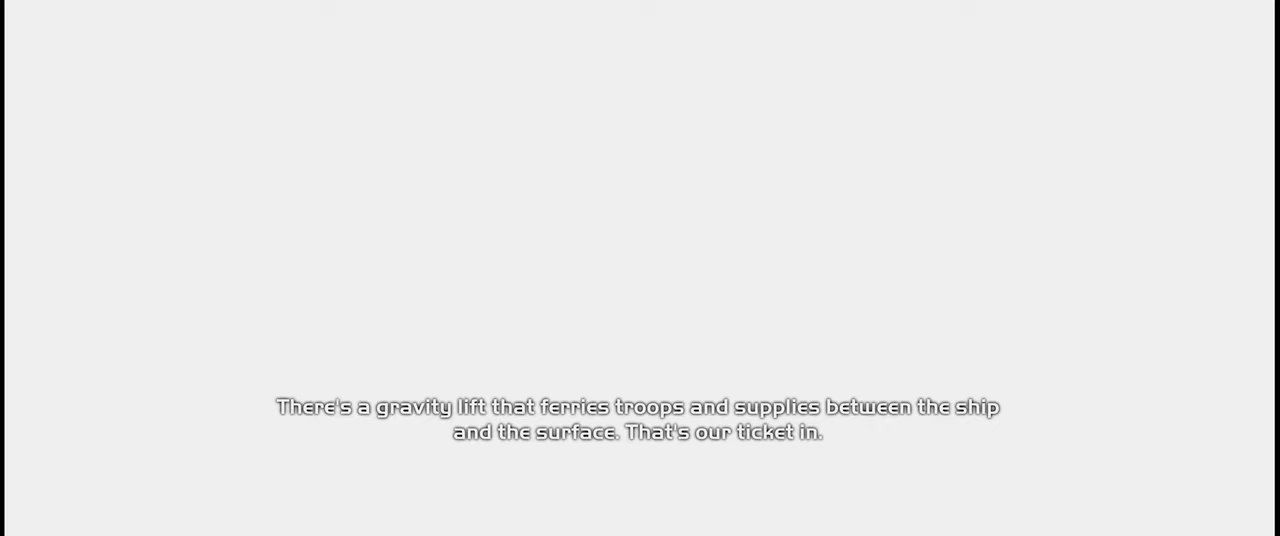 There's a gravity lift that ferries troops and supplies between the ship
and the surface. That's our ticket in.